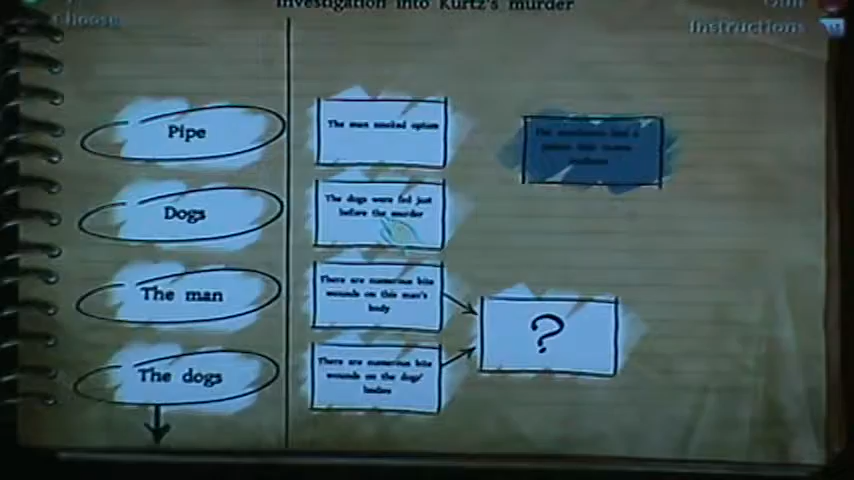 Investigation into Kurtz's murder
Choose
Instructions
Pipe
The man smoked opium
Dogs
The dogs were fed just
before the murder
The man
There are numerous bite
wounds on this man's
body
The dogs
There are numerous bite
wounds on the dogs'
bodies
?